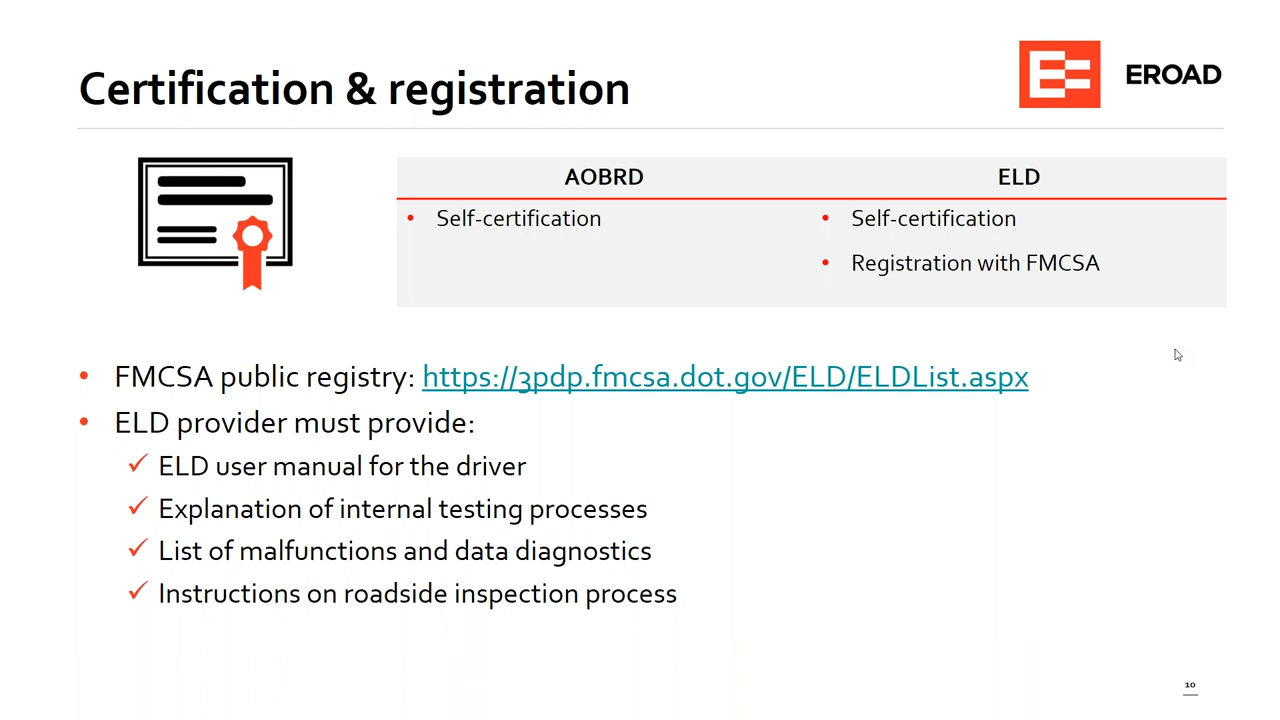 Certification & registration
EROAD
AOBRD
ELD
• Self-certification
• Self-certification
• Registration with FMCSA
• FMCSA public registry: https://3pdp.fmcsa.dot.gov/ELD/ELDList.aspx
• ELD provider must provide:
✓ ELD user manual for the driver
✓ Explanation of internal testing processes
✓ List of malfunctions and data diagnostics
✓ Instructions on roadside inspection process
10